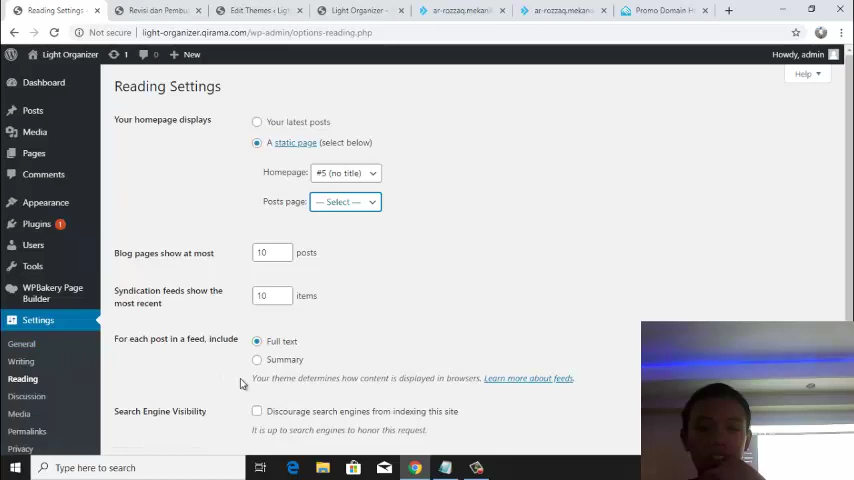 Reading Settings
Revisi dan Pembu
Edit Themes ‹ Lig
Light Organizer
ar-rozzaq.mekanik
ar-rozzaq.mekanik
Promo Domain H
Not secure
light-organizer.qirama.com/wp-admin/options-reading.php
Light Organizer 1 0 + New
Howdy, admin
Help
Dashboard
Posts
Media
Pages
Comments
Appearance
Plugins 1
Users
Tools
WPBakery Page
Builder
Settings
General
Writing
Reading
Discussion
Media
Permalinks
Privacy
Reading Settings
Your homepage displays
Your latest posts
A static page (select below)
Homepage: #5 (no title)
Posts page: — Select —
Blog pages show at most 10 posts
Syndication feeds show the
most recent
10 items
For each post in a feed, include
Full text
Summary
Your theme determines how content is displayed in browsers. Learn more about feeds.
Search Engine Visibility
Discourage search engines from indexing this site
It is up to search engines to honor this request.
Type here to search